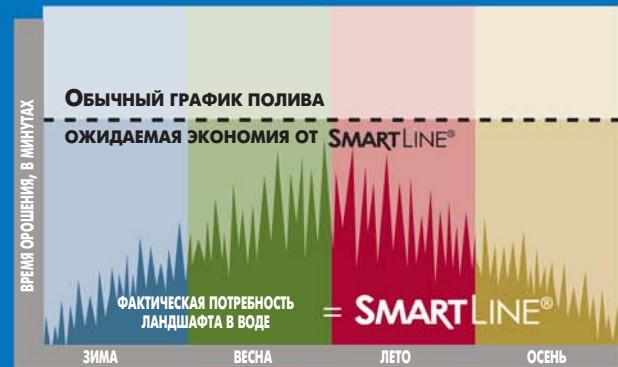 ОБЫЧНЫЙ ГРАФИК ПОЛИВА
ОЖИДАЕМАЯ ЭКОНОМИЯ ОТ SMARTLINE®
ВРЕМЯ ОРОШЕНИЯ, В МИНУТАХ
ФАКТИЧЕСКАЯ ПОТРЕБНОСТЬ
ЛАНДШАФТА В ВОДЕ = SMARTLINE®
ЗИМА ВЕСНА ЛЕТО ОСЕНЬ